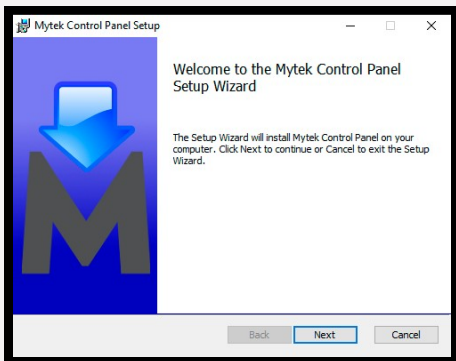 Mytek Control Panel Setup
Welcome to the Mytek Control Panel
Setup Wizard
The Setup Wizard will install Mytek Control Panel on your
computer. Click Next to continue or Cancel to exit the Setup
Wizard.
M
Back Next Cancel